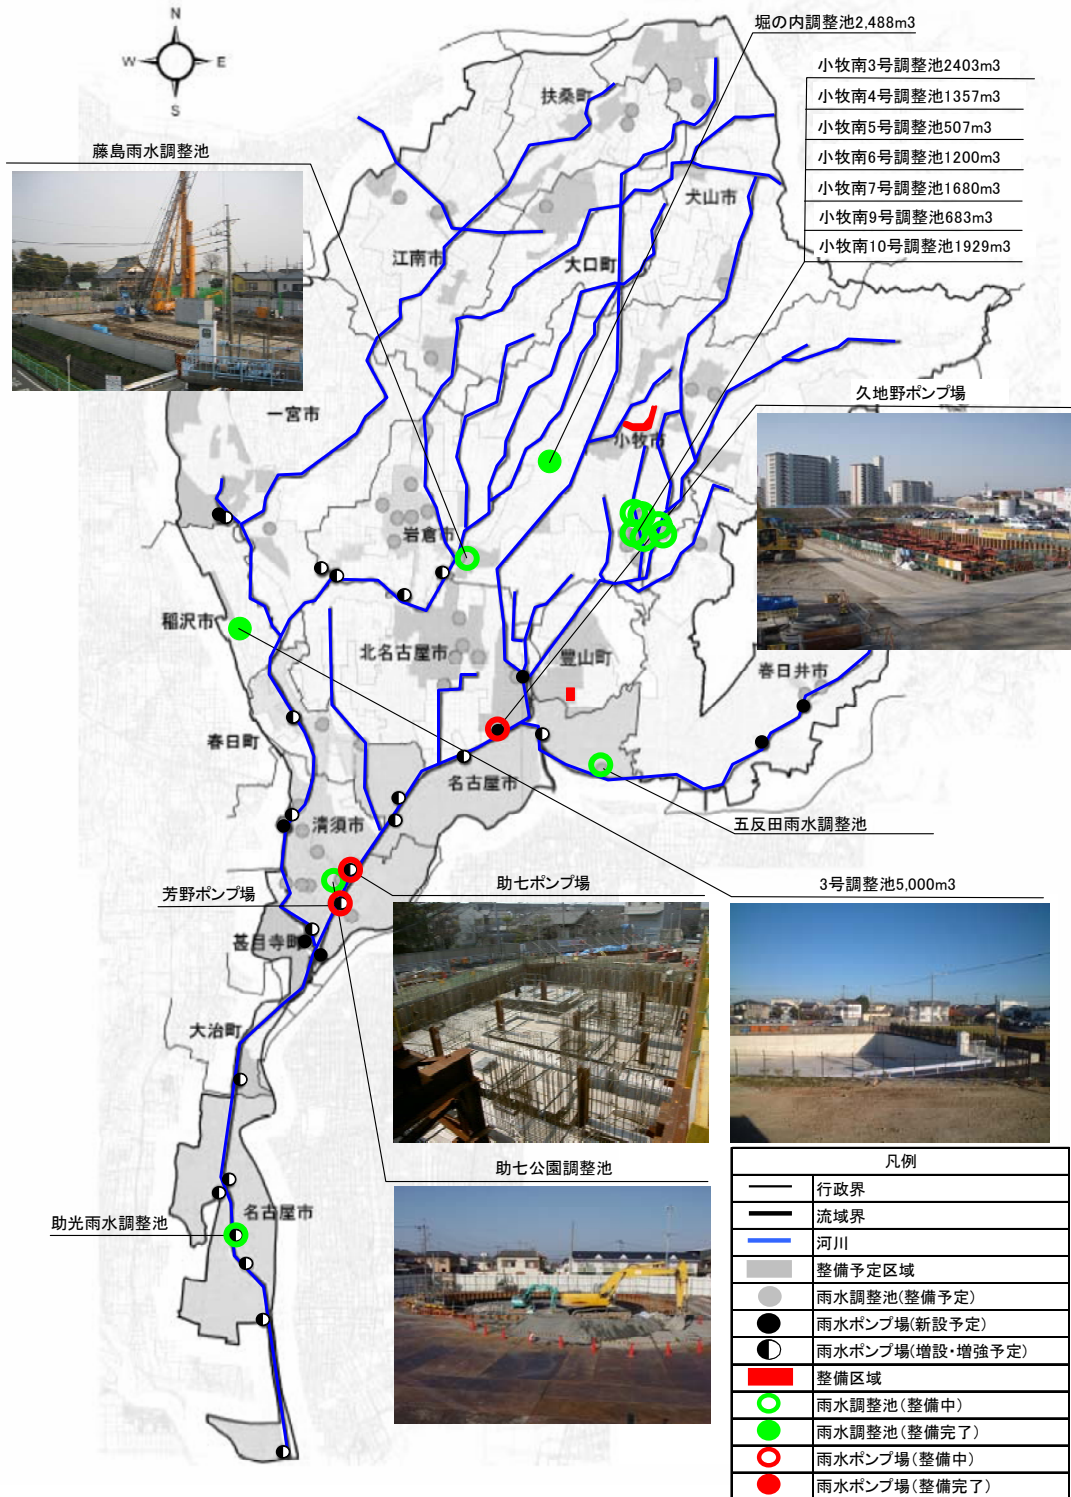 N
W
E
S
堀の内調整池2,488m3
小牧南3号調整池2403m3
小牧南4号調整池1357m3
小牧南5号調整池507m3
小牧南6号調整池1200m3
小牧南7号調整池1680m3
小牧南9号調整池683m3
小牧南10号調整池1929m3
藤島雨水調整池
扶桑町
犬山市
江南市
大口町
久地野ポンプ場
一宮市
小牧市
岩倉市
稲沢市
北名古屋市
豊山町
春日井市
春日町
名古屋市
清須市
五反田雨水調整池
芳野ポンプ場
助七ポンプ場
3号調整池5,000m3
甚目寺町
大治町
助七公園調整池
助光雨水調整池
名古屋市
凡例
行政界
流域界
河川
整備予定区域
雨水調整池(整備予定)
雨水ポンプ場(新設予定)
雨水ポンプ場(増設・増強予定)
整備区域
雨水調整池(整備中)
雨水調整池(整備完了)
雨水ポンプ場(整備中)
雨水ポンプ場(整備完了)